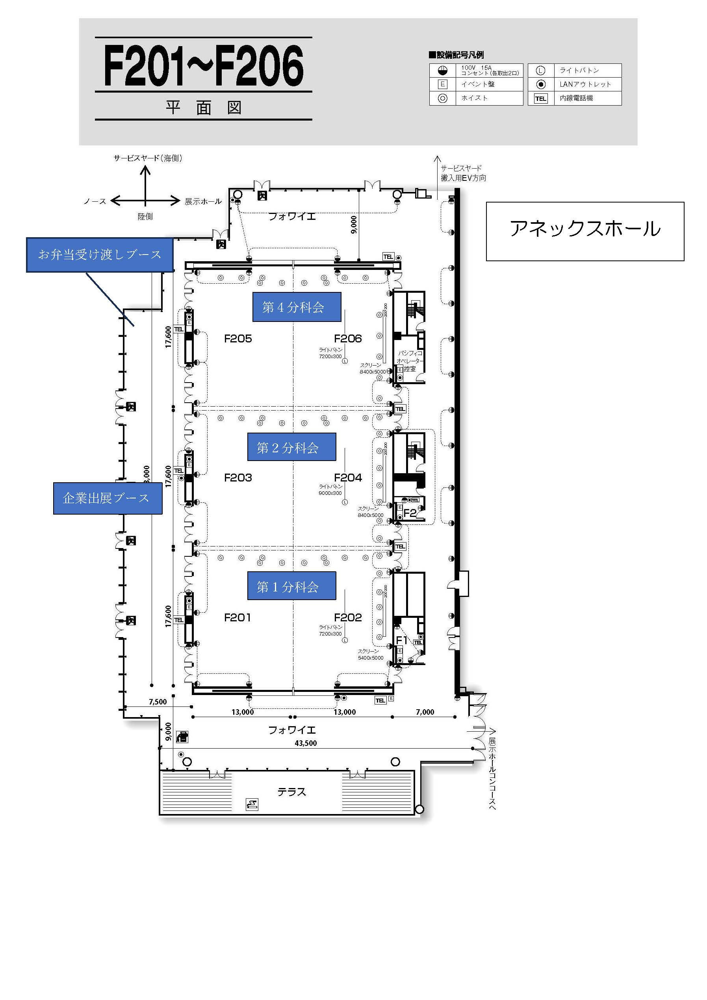 F201～F206
平面図
■設備記号凡例
100V 15A
コンセント(各取出2口)
E イベント盤
ホイスト
L ライトバトン
LANアウトレット
TEL 内線電話機
サービスヤード(海側)
ノース
展示ホール
陸側
サービスヤード
搬入用EV方向
アネックスホール
フォワイエ
9,000
お弁当受け渡しブース
TEL
第4分科会
200 200
E
TEL
17,600
F205
F206
ライトバトン
7200x300
L
スクリーン
8400x5000
パシフィコ
オペレーター
控室
E
TEL
第2分科会
200 200
E
TEL
17,600
F203
F204
ライトバトン
9000x300
L
スクリーン
8400x5000
TEL
E
F2
企業出展ブース
TEL
第1分科会
200 200
E
TEL
17,600
F201
F202
ライトバトン
7200x300
L
スクリーン
5400x5000
F1
TEL
E
TEL
E
7,500
13,000
13,000
7,000
フォワイエ
9,000
43,500
展示ホールコンコースへ
テラス